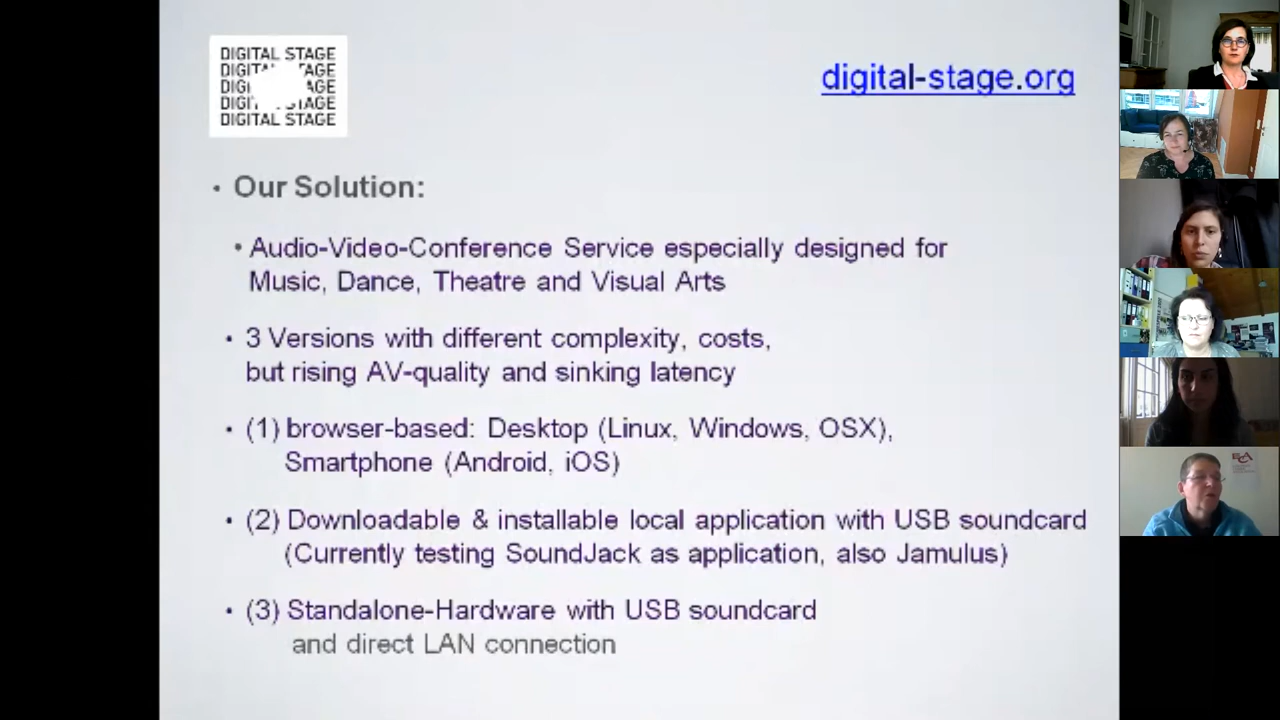 DIGITAL STAGE
DIGITAL STAGE
DIGI AGE
DIGITAL STAGE
DIGITAL STAGE
digital-stage.org
• Our Solution:
• Audio-Video-Conference Service especially designed for
Music, Dance, Theatre and Visual Arts
• 3 Versions with different complexity, costs,
but rising AV-quality and sinking latency
• (1) browser-based: Desktop (Linux, Windows, OSX),
Smartphone (Android, iOS)
• (2) Downloadable & installable local application with USB soundcard
(Currently testing SoundJack as application, also Jamulus)
• (3) Standalone-Hardware with USB soundcard
and direct LAN connection